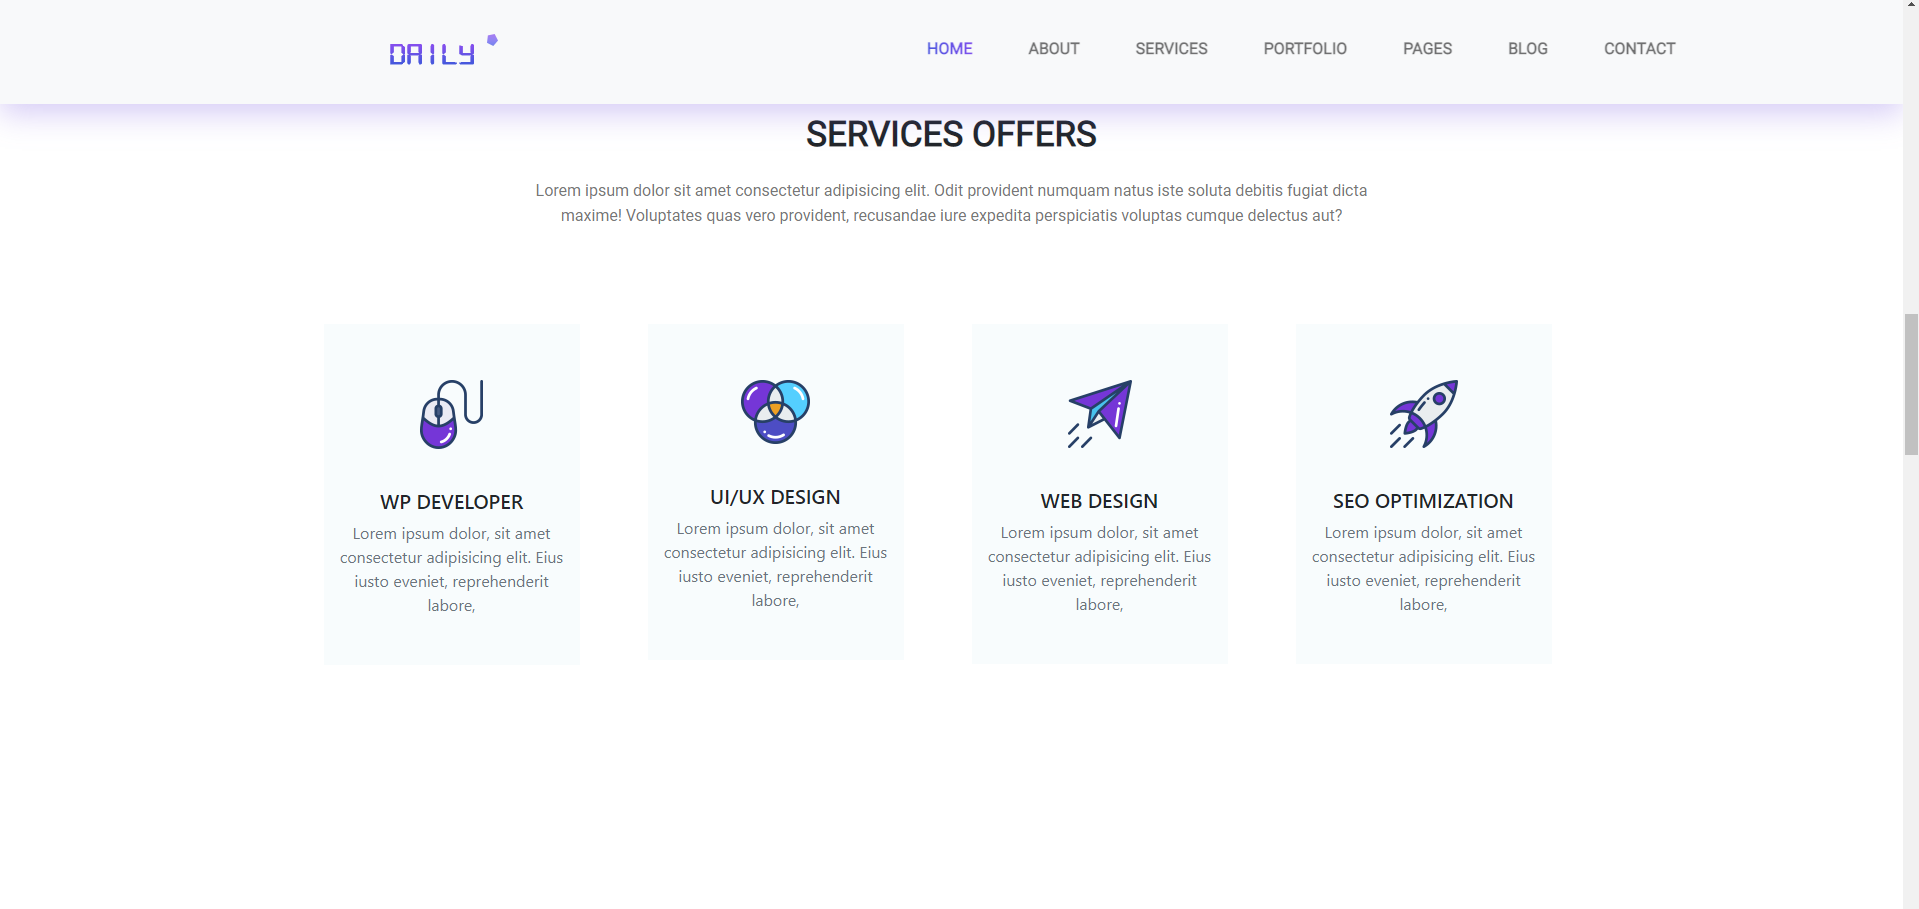 DAILY
HOME ABOUT SERVICES PORTFOLIO PAGES BLOG CONTACT
SERVICES OFFERS
Lorem ipsum dolor sit amet consectetur adipisicing elit. Odit provident numquam natus iste soluta debitis fugiat dicta
maxime! Voluptates quas vero provident, recusandae iure expedita perspiciatis voluptas cumque delectus aut?
WP DEVELOPER
Lorem ipsum dolor, sit amet
consectetur adipisicing elit. Eius
iusto eveniet, reprehenderit
labore,
UI/UX DESIGN
Lorem ipsum dolor, sit amet
consectetur adipisicing elit. Eius
iusto eveniet, reprehenderit
labore,
WEB DESIGN
Lorem ipsum dolor, sit amet
consectetur adipisicing elit. Eius
iusto eveniet, reprehenderit
labore,
SEO OPTIMIZATION
Lorem ipsum dolor, sit amet
consectetur adipisicing elit. Eius
iusto eveniet, reprehenderit
labore,